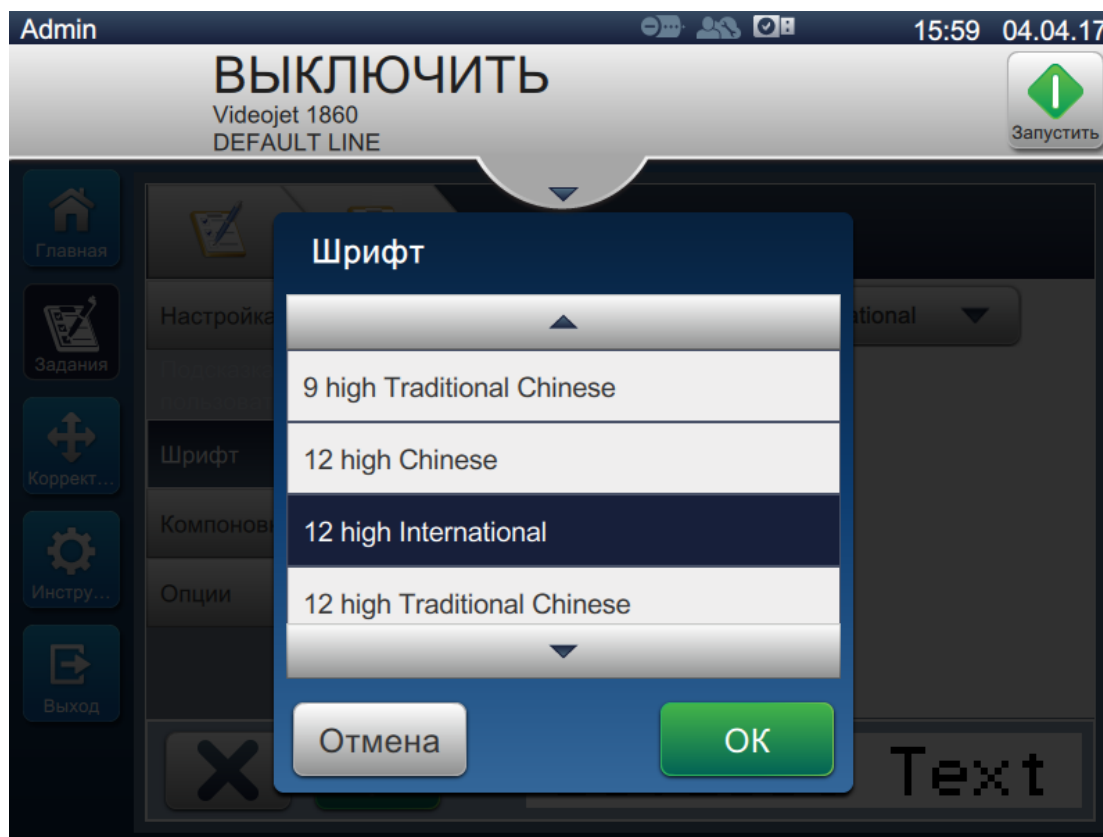 Admin 15:59 04.04.17
ВЫКЛЮЧИТЬ
Videojet 1860
DEFAULT LINE
Запустить
Главная
Шрифт
Настройка
ational
Задания
9 high Traditional Chinese
12 high Chinese
Шрифт
Коррект...
12 high International
Компоновк
Инстру...
Опции
12 high Traditional Chinese
Выход
Отмена
OK
Text